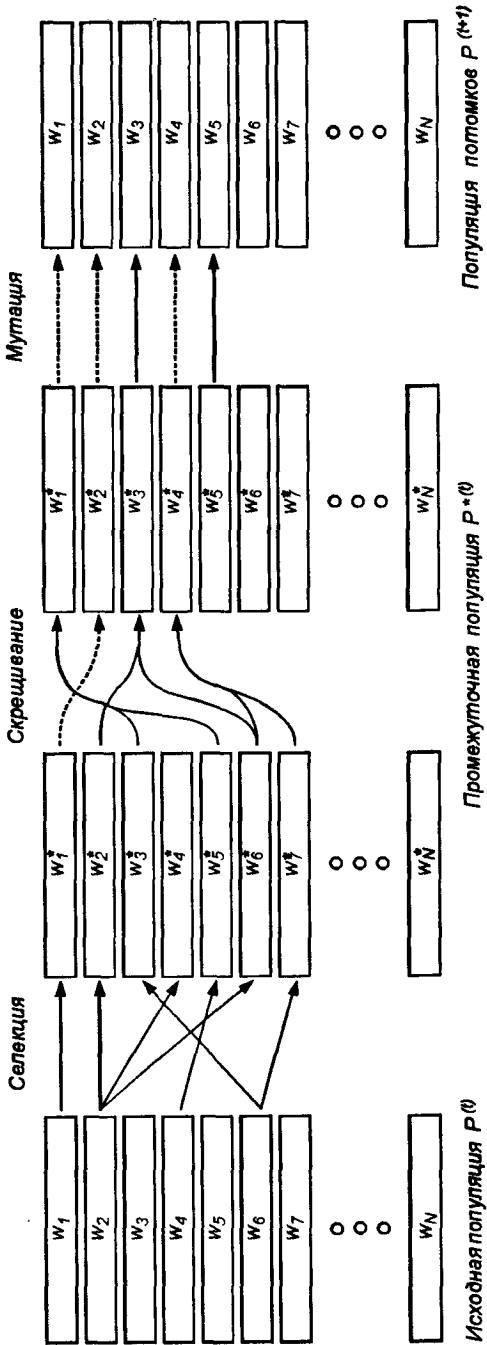 Селекция
Скрещивание
Мутация
w1
w2
w3
w4
w5
w6
w7
wN
w*1
w*2
w*3
w*4
w*5
w*6
w*7
w*N
w*1
w*2
w*3
w*4
w*5
w*6
w*7
w*N
w1
w2
w3
w4
w5
w6
w7
wN
Исходная популяция P(t)
Промежуточная популяция P*(t)
Популяция потомков P(t+1)